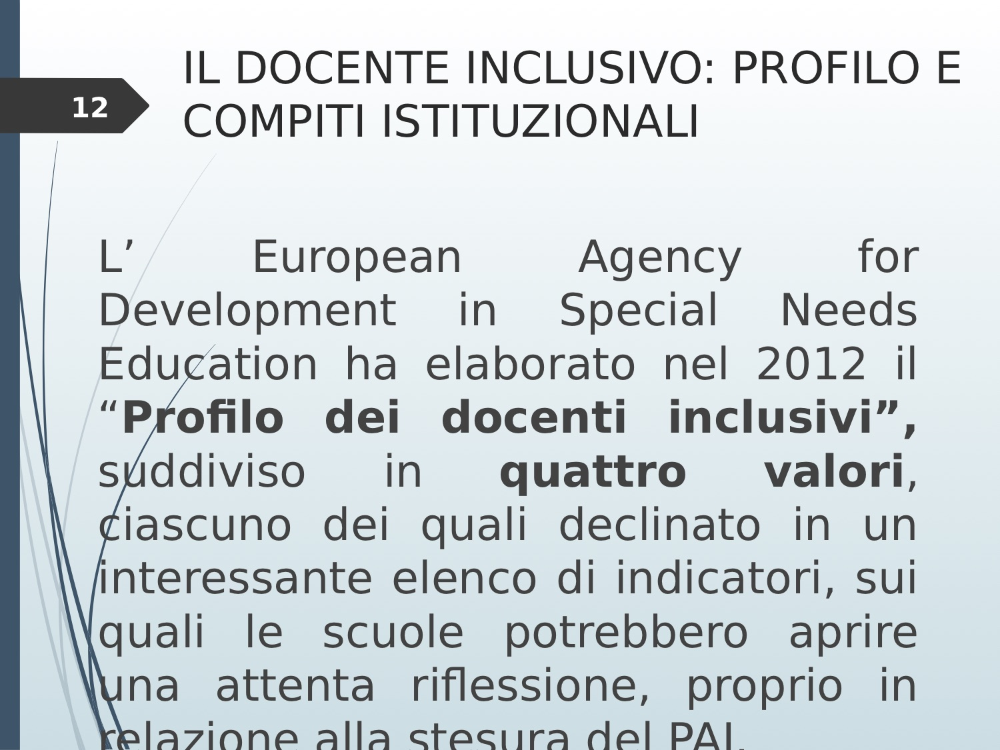 12
IL DOCENTE INCLUSIVO: PROFILO E
COMPITI ISTITUZIONALI
L’ European Agency for
Development in Special Needs
Education ha elaborato nel 2012 il
“Profilo dei docenti inclusivi”,
suddiviso in quattro valori,
ciascuno dei quali declinato in un
interessante elenco di indicatori, sui
quali le scuole potrebbero aprire
una attenta riflessione, proprio in
relazione alla stesura del PAI.